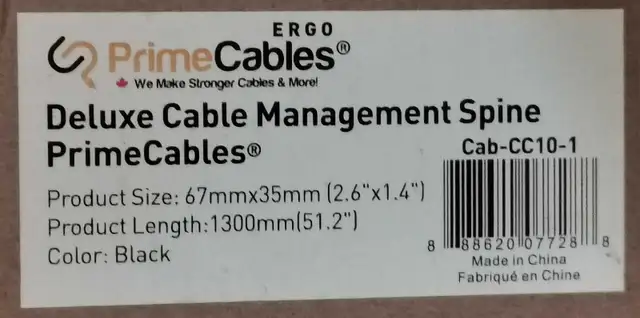 ERGO
PrimeCables®
We Make Stronger Cables & More!
Deluxe Cable Management Spine
PrimeCables®
Cab-CC10-1
Product Size: 67mmx35mm (2.6"x1.4")
Product Length:1300mm(51.2")
Color: Black
8 88620 07728 8
Made in China
Fabriqué en Chine